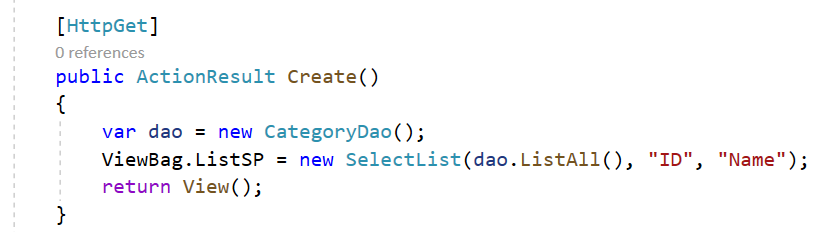 [HttpGet]
0 references
public ActionResult Create()
{
var dao = new CategoryDao();
ViewBag.ListSP = new SelectList(dao.ListAll(), "ID", "Name");
return View();
}